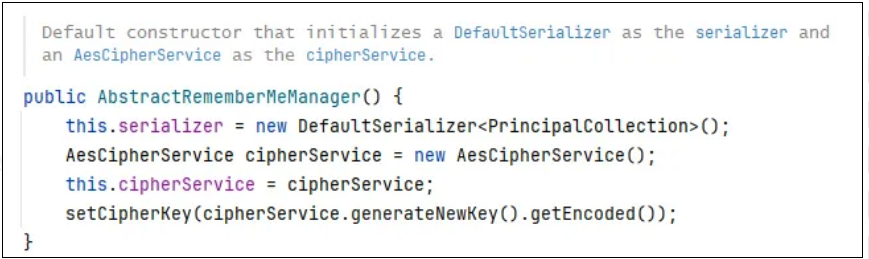 Default constructor that initializes a DefaultSerializer as the serializer and
an AesCipherService as the cipherService.
public AbstractRememberMeManager() {
    this.serializer = new DefaultSerializer<PrincipalCollection>();
    AesCipherService cipherService = new AesCipherService();
    this.cipherService = cipherService;
    setCipherKey(cipherService.generateNewKey().getEncoded());
}